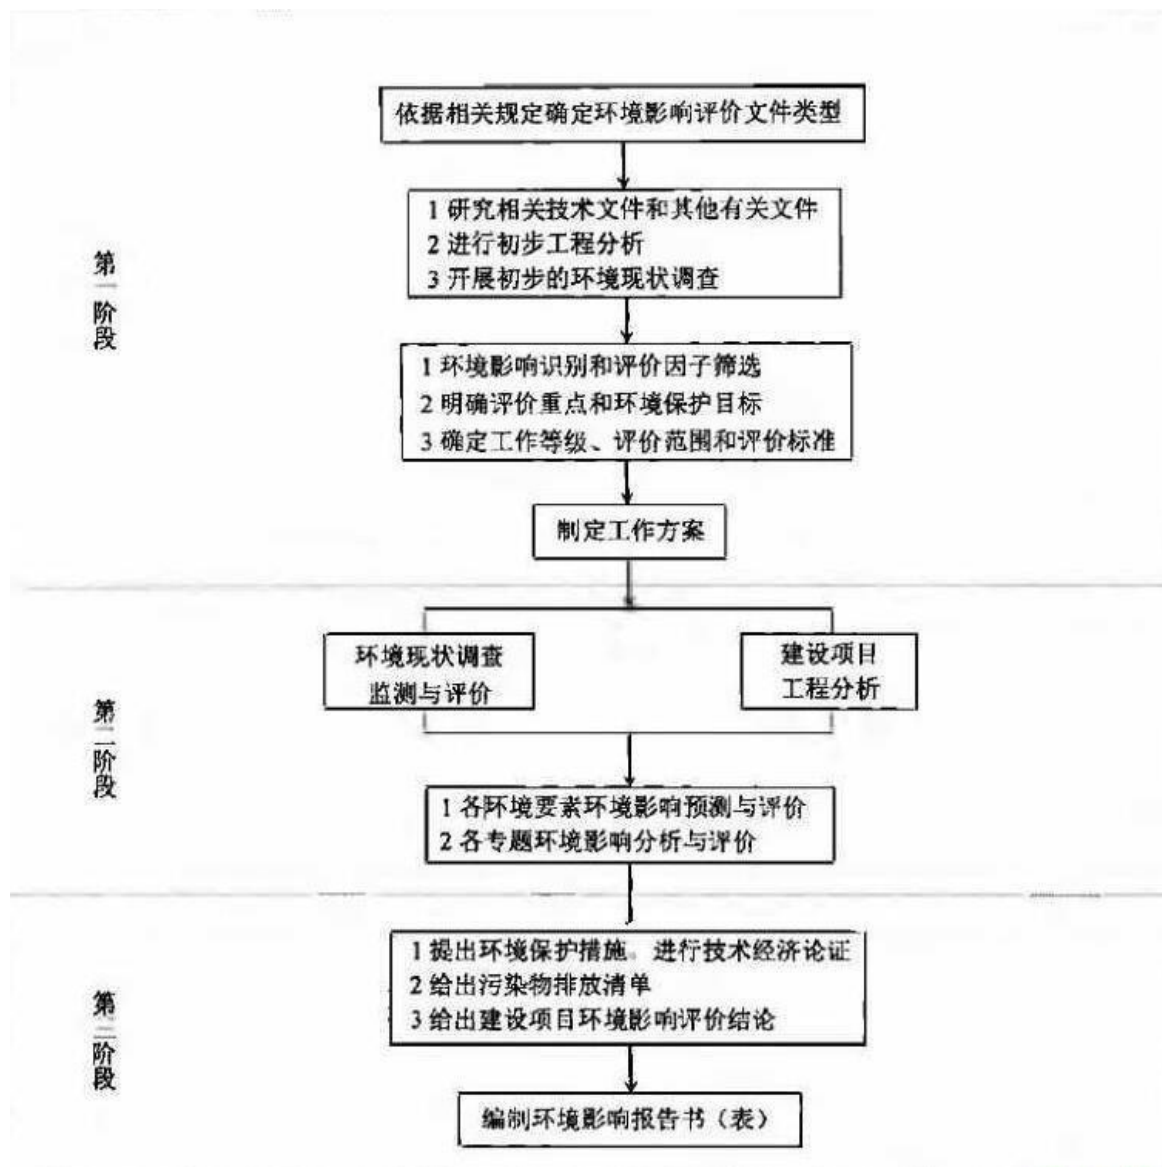 依据相关规定确定环境影响评价文件类型
1 研究相关技术文件和其他有关文件
2 进行初步工程分析
3 开展初步的环境现状调查
第一阶段
1 环境影响识别和评价因子筛选
2 明确评价重点和环境保护目标
3 确定工作等级、评价范围和评价标准
制定工作方案
环境现状调查
监测与评价
建设项目
工程分析
第二阶段
1 各环境要素环境影响预测与评价
2 各专题环境影响分析与评价
1 提出环境保护措施。进行技术经济论证
2 给出污染物排放清单
3 给出建设项目环境影响评价结论
第三阶段
编制环境影响报告书（表）